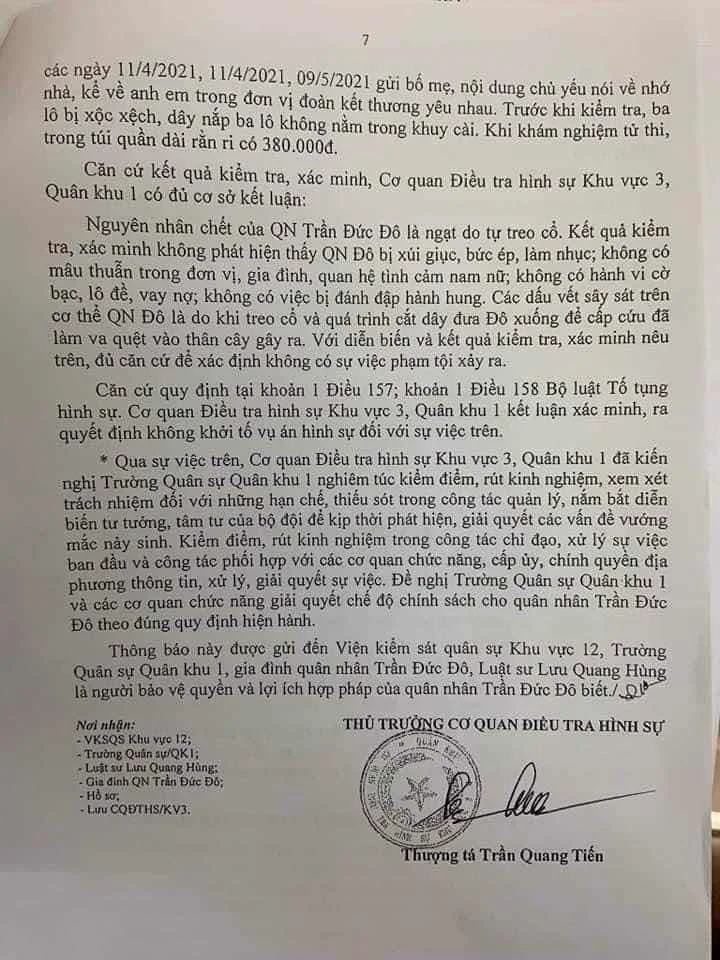 7
các ngày 11/4/2021, 11/4/2021, 09/5/2021 gửi bố mẹ, nội dung chủ yếu nói về nhớ
nhà, kể về anh em trong đơn vị đoàn kết thương yêu nhau. Trước khi kiểm tra, ba
lô bị xộc xệch, dây nắp ba lô không nằm trong khuy cài. Khi khám nghiệm tử thi,
trong túi quần dài rằn ri có 380.000đ.
Căn cứ kết quả kiểm tra, xác minh, Cơ quan Điều tra hình sự Khu vực 3,
Quân khu 1 có đủ cơ sở kết luận:
Nguyên nhân chết của QN Trần Đức Đô là ngạt do tự treo cổ. Kết quả kiểm
tra, xác minh không phát hiện thấy QN Đô bị xúi giục, bức ép, làm nhục; không có
mâu thuẫn trong đơn vị, gia đình, quan hệ tình cảm nam nữ; không có hành vi cờ
bạc, lô đề, vay nợ; không có việc bị đánh đập hành hung. Các dấu vết sây sát trên
cơ thể QN Đô là do khi treo cổ và quá trình cắt dây đưa Đô xuống để cấp cứu đã
làm va quệt vào thân cây gây ra. Với diễn biến và kết quả kiểm tra, xác minh nêu
trên, đủ căn cứ để xác định không có sự việc phạm tội xảy ra.
Căn cứ quy định tại khoản 1 Điều 157; khoản 1 Điều 158 Bộ luật Tố tụng
hình sự. Cơ quan Điều tra hình sự Khu vực 3, Quân khu 1 kết luận xác minh, ra
quyết định không khởi tố vụ án hình sự đối với sự việc trên.
* Qua sự việc trên, Cơ quan Điều tra hình sự Khu vực 3, Quân khu 1 đã kiến
nghị Trường Quân sự Quân khu 1 nghiêm túc kiểm điểm, rút kinh nghiệm, xem xét
trách nhiệm đối với những hạn chế, thiếu sót trong công tác quản lý, nắm bắt diễn
biến tư tưởng, tâm tư của bộ đội để kịp thời phát hiện, giải quyết các vấn đề vướng
mắc nảy sinh. Kiểm điểm, rút kinh nghiệm trong công tác chỉ đạo, xử lý sự việc
ban đầu và công tác phối hợp với các cơ quan chức năng, cấp ủy, chính quyền địa
phương thông tin, xử lý, giải quyết sự việc. Đề nghị Trường Quân sự Quân khu 1
và các cơ quan chức năng giải quyết chế độ chính sách cho quân nhân Trần Đức
Đô theo đúng quy định hiện hành.
Thông báo này được gửi đến Viện kiểm sát quân sự Khu vực 12, Trường
Quân sự Quân khu 1, gia đình quân nhân Trần Đức Đô, Luật sư Lưu Quang Hùng
là người bảo vệ quyền và lợi ích hợp pháp của quân nhân Trần Đức Đô biết./.
Nơi nhận:
- VKSQS Khu vực 12;
- Trường Quân sự/QK1;
- Luật sư Lưu Quang Hùng;
- Gia đình QN Trần Đức Đô;
- Hồ sơ;
- Lưu CQĐTHS/KV3.
THỦ TRƯỞNG CƠ QUAN ĐIỀU TRA HÌNH SỰ
Thượng tá Trần Quang Tiến